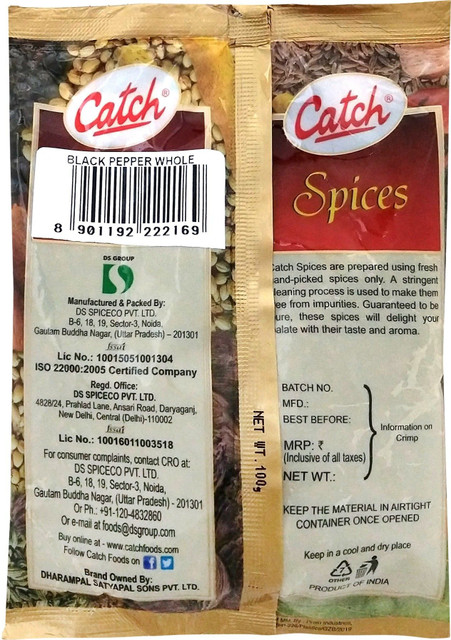 Catch®
BLACK PEPPER WHOLE
8 901192 222169
DS GROUP
Manufactured & Packed By:
DS SPICECO PVT. LTD.
B-6, 18, 19, Sector-3, Noida,
Gautam Buddha Nagar, (Uttar Pradesh) – 201301
fssai
Lic No.: 10015051001304
ISO 22000:2005 Certified Company
Regd. Office:
DS SPICECO PVT. LTD.
4828/24, Prahlad Lane, Ansari Road, Daryaganj,
New Delhi, Central (Delhi)-110002
fssai
Lic No.: 10016011003518
For consumer complaints, contact CRO at:
DS SPICECO PVT. LTD.
B-6, 18, 19, Sector-3, Noida,
Gautam Buddha Nagar, (Uttar Pradesh) - 201301
Or Ph.: +91-120-4832860
Or e-mail at foods@dsgroup.com
Buy online at - www.catchfoods.com
Follow Catch Foods on f
Brand Owned By:
DHARAMPAL SATYAPAL SONS PVT. LTD.
NET WT. 100g
Catch®
Spices
Catch Spices are prepared using fresh
and-picked spices only. A stringent
leaning process is used to make them
ee from impurities. Guaranteed to be
ure, these spices will delight your
alate with their taste and aroma.
BATCH NO.
MFD.:
BEST BEFORE:
MRP: ₹
(Inclusive of all taxes)
NET WT.:
Information on
Crimp
KEEP THE MATERIAL IN AIRTIGHT
CONTAINER ONCE OPENED
Keep in a cool and dry place
OTHER
PRODUCE OF INDIA